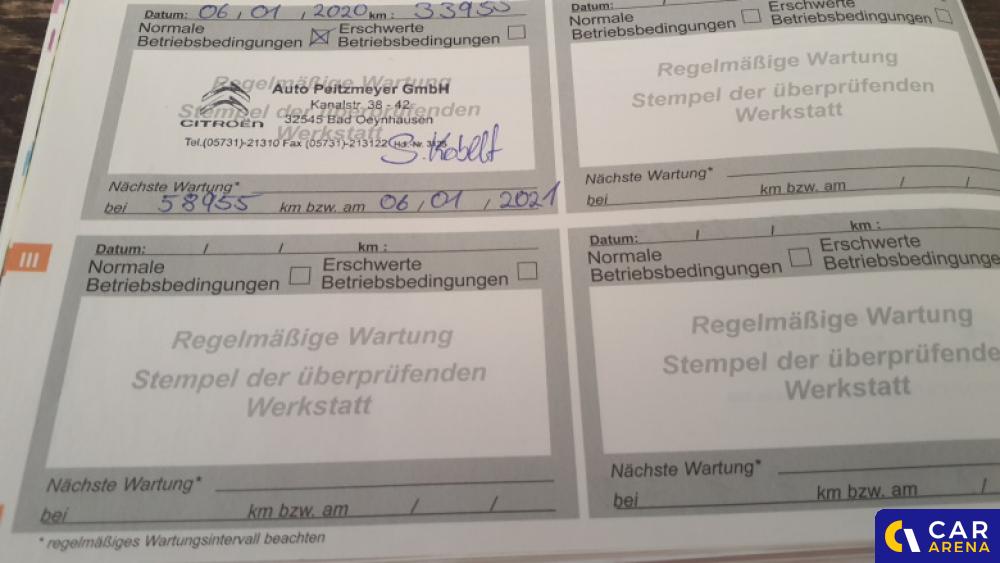 Datum: 06 / 01 / 2020 km : 33955
Normale Betriebsbedingungen ☒ Erschwerte Betriebsbedingungen ☐
Regelmäßige Wartung
Stempel der überprüfenden
Werkstatt
CITROËN
Auto Peitzmeyer GmbH
Kanalstr. 38 - 42
32545 Bad Oeynhausen
Tel.(05731)-21310 Fax (05731)-213122
S. Kobelt
Nächste Wartung*
bei 58955 km bzw. am 06 / 01 / 2021
Datum: / /
Normale Betriebsbedingungen ☐ Erschwerte Betriebsbedingungen ☐
Regelmäßige Wartung
Stempel der überprüfenden
Werkstatt
Nächste Wartung*
bei km bzw. am / /
III
Datum: / / km :
Normale Betriebsbedingungen ☐ Erschwerte Betriebsbedingungen ☐
Regelmäßige Wartung
Stempel der überprüfenden
Werkstatt
Nächste Wartung*
bei km bzw. am / /
* regelmäßiges Wartungsintervall beachten
Datum: / / km :
Normale Betriebsbedingungen ☐ Erschwerte Betriebsbedingunge
Regelmäßige Wartung
Stempel der überprüfende
Werkstatt
Nächste Wartung*
bei km bzw. am /
CAR
ARENA